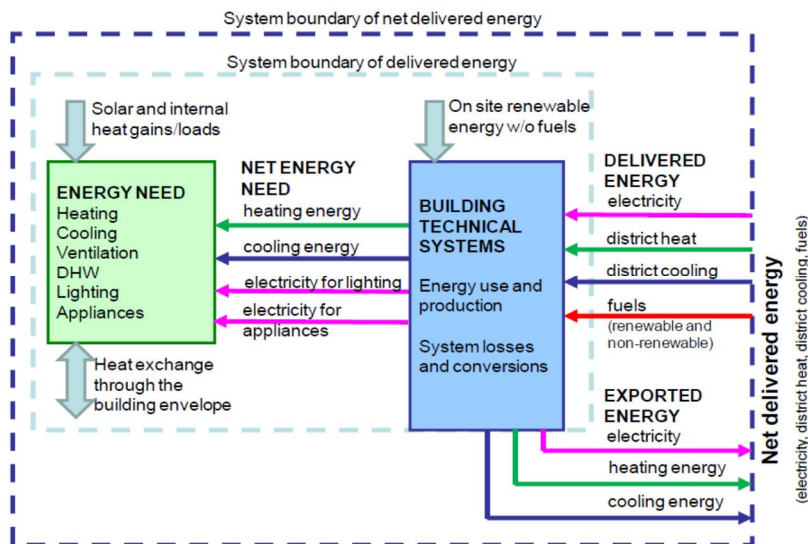 System boundary of net delivered energy
System boundary of delivered energy
Solar and internal
heat gains/loads
On site renewable
energy w/o fuels
ENERGY NEED
Heating
Cooling
Ventilation
DHW
Lighting
Appliances
NET ENERGY
NEED
heating energy
cooling energy
electricity for lighting
electricity for
appliances
BUILDING
TECHNICAL
SYSTEMS
Energy use and
production
System losses
and conversions
DELIVERED
ENERGY
electricity
district heat
district cooling
fuels
(renewable and
non-renewable)
Heat exchange
through the
building envelope
EXPORTED
ENERGY
electricity
heating energy
cooling energy
Net delivered energy
(electricity, district heat, district cooling, fuels)